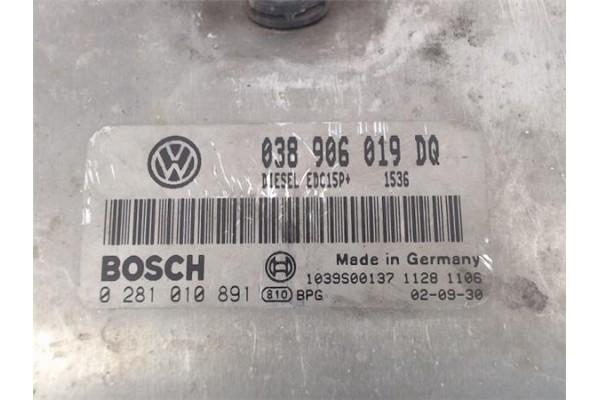 038 906 019 DQ
DIESEL EDC15P+ 1536
BOSCH
Made in Germany
1039S00137 1128 1106
0 281 010 891 810 BPG 02-09-30